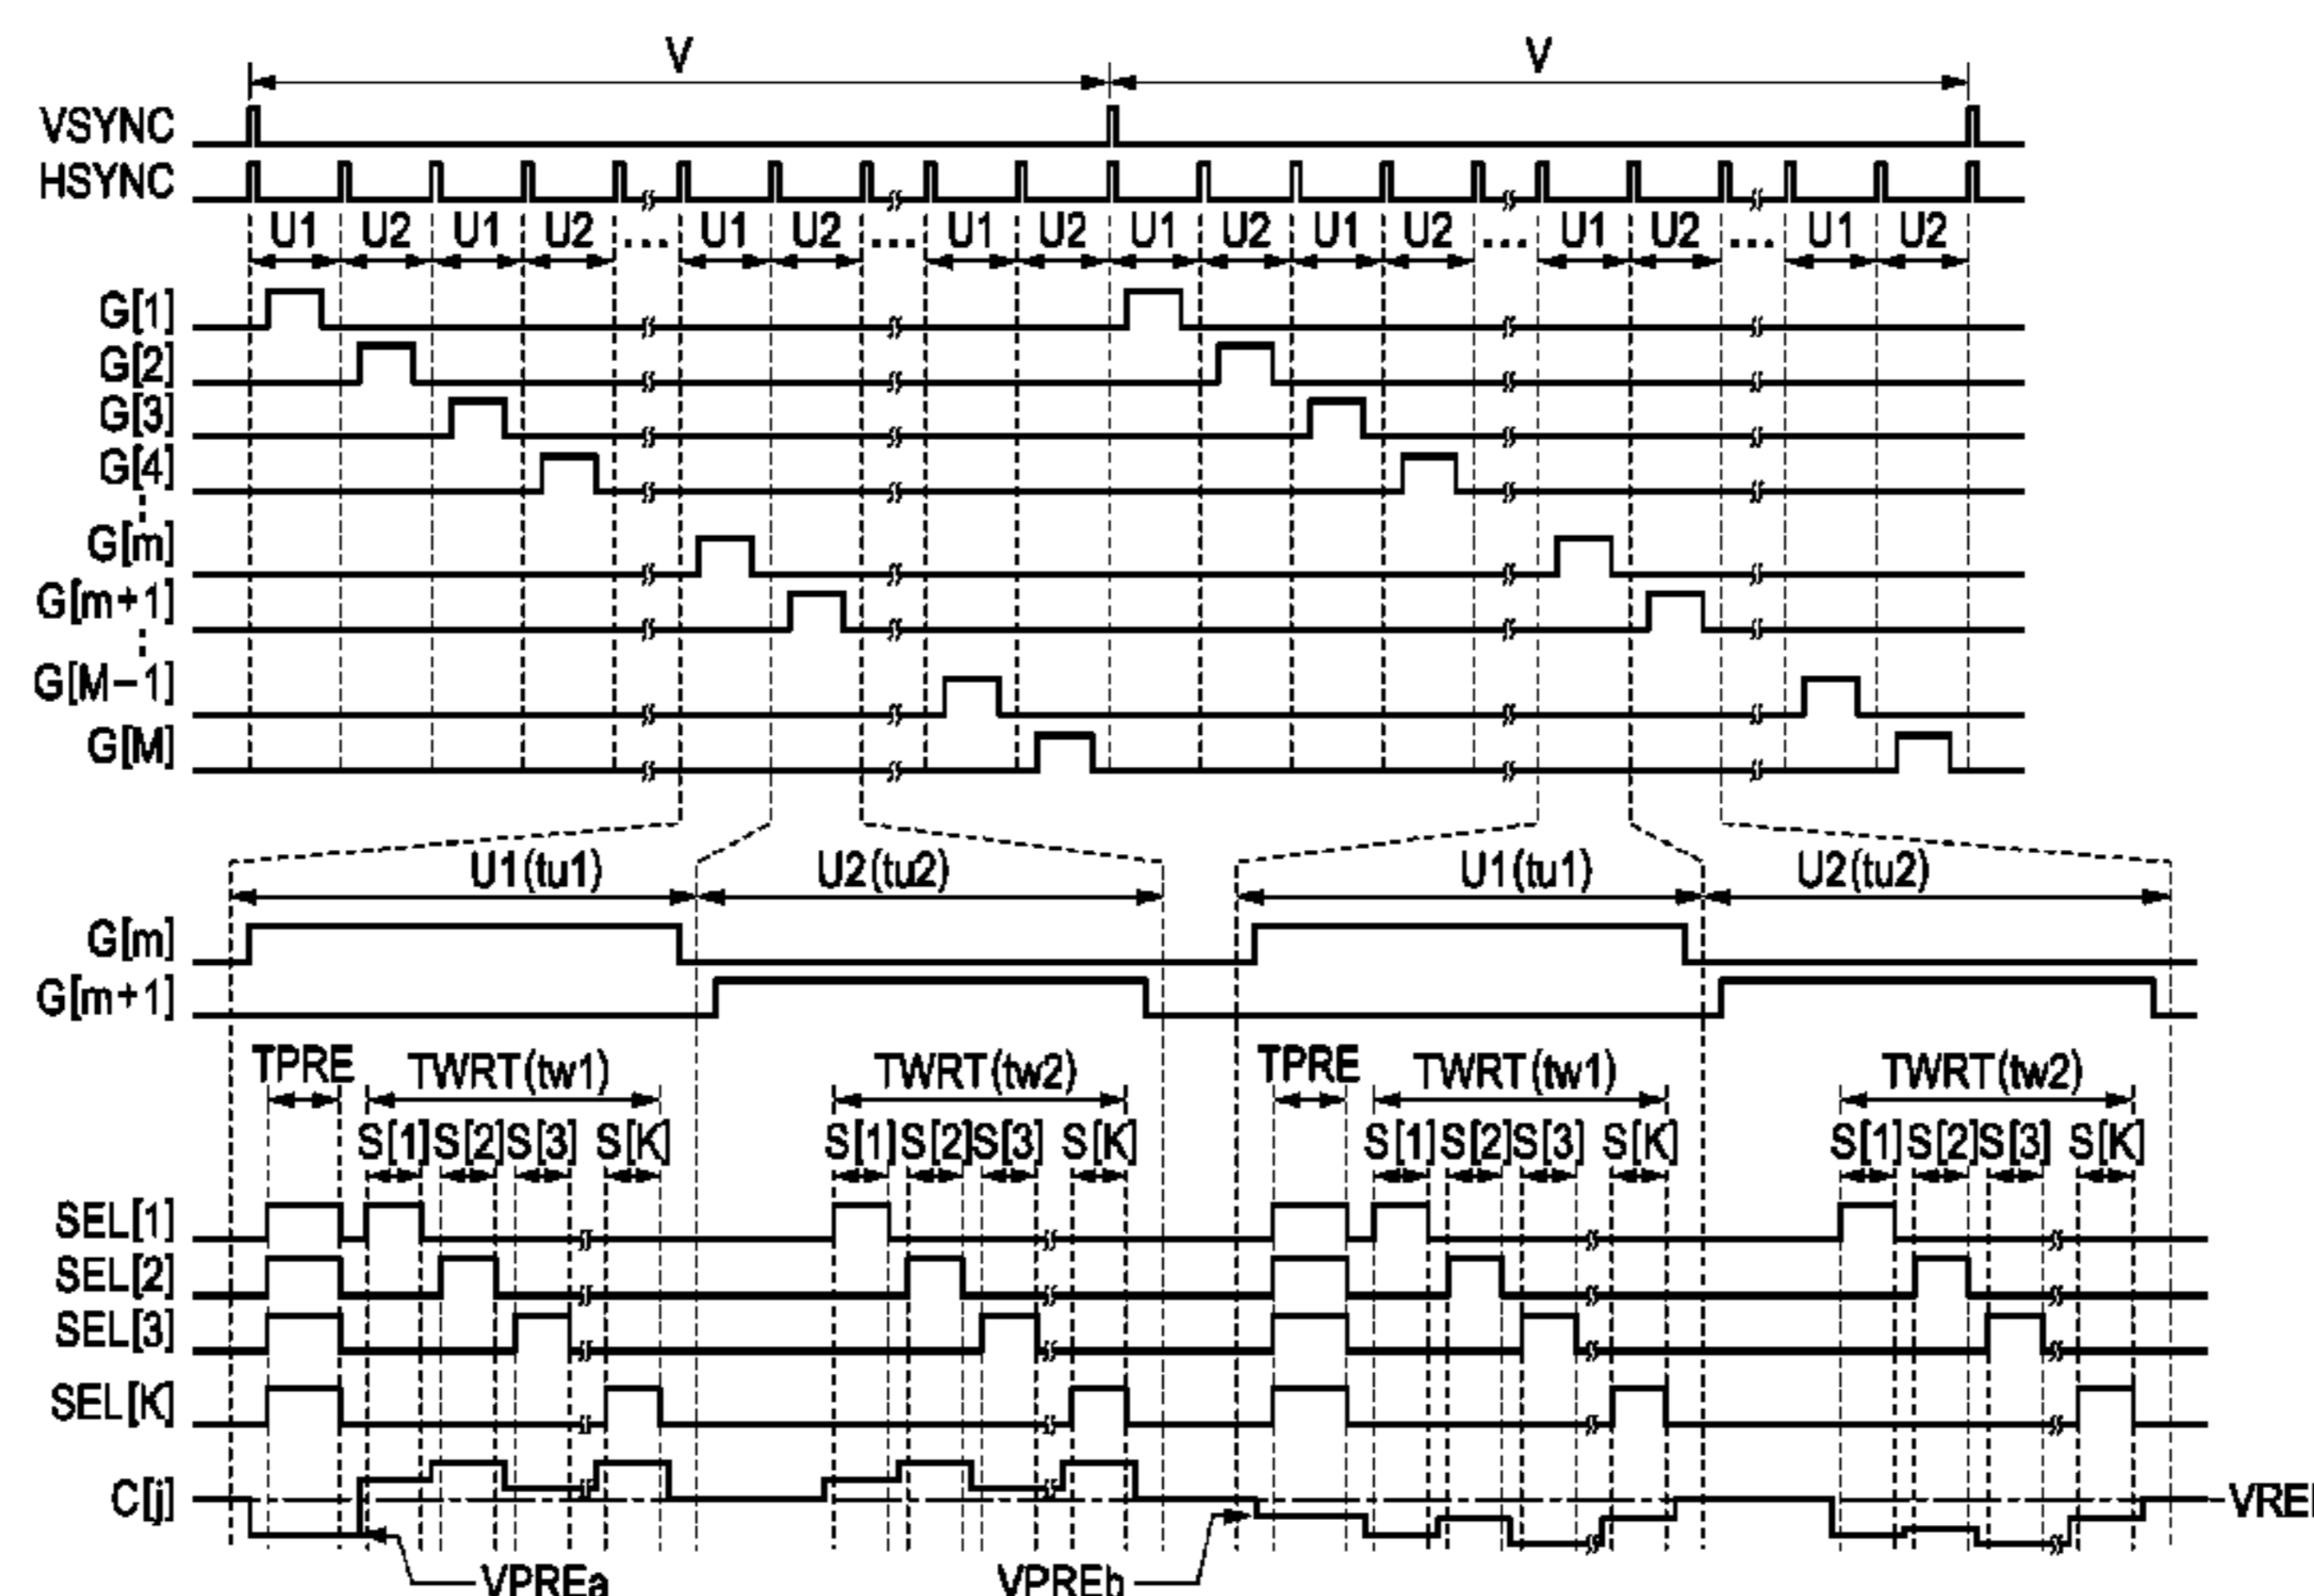 V V
VSYNC
HSYNC
U1 U2 U1 U2 ... U1 U2 ... U1 U2 U1 U2 U1 U2 ... U1 U2 ... U1 U2
G[1]
G[2]
G[3]
G[4]
G[m]
G[m+1]
G[M-1]
G[M]
U1(tu1) U2(tu2) U1(tu1) U2(tu2)
G[m]
G[m+1]
TPRE TWRT(tw1) TWRT(tw2) TPRE TWRT(tw1) TWRT(tw2)
S[1] S[2] S[3] S[K] S[1] S[2] S[3] S[K] S[1] S[2] S[3] S[K] S[1] S[2] S[3] S[K]
SEL[1]
SEL[2]
SEL[3]
SEL[K]
C[j] VREF
VPREa VPREb